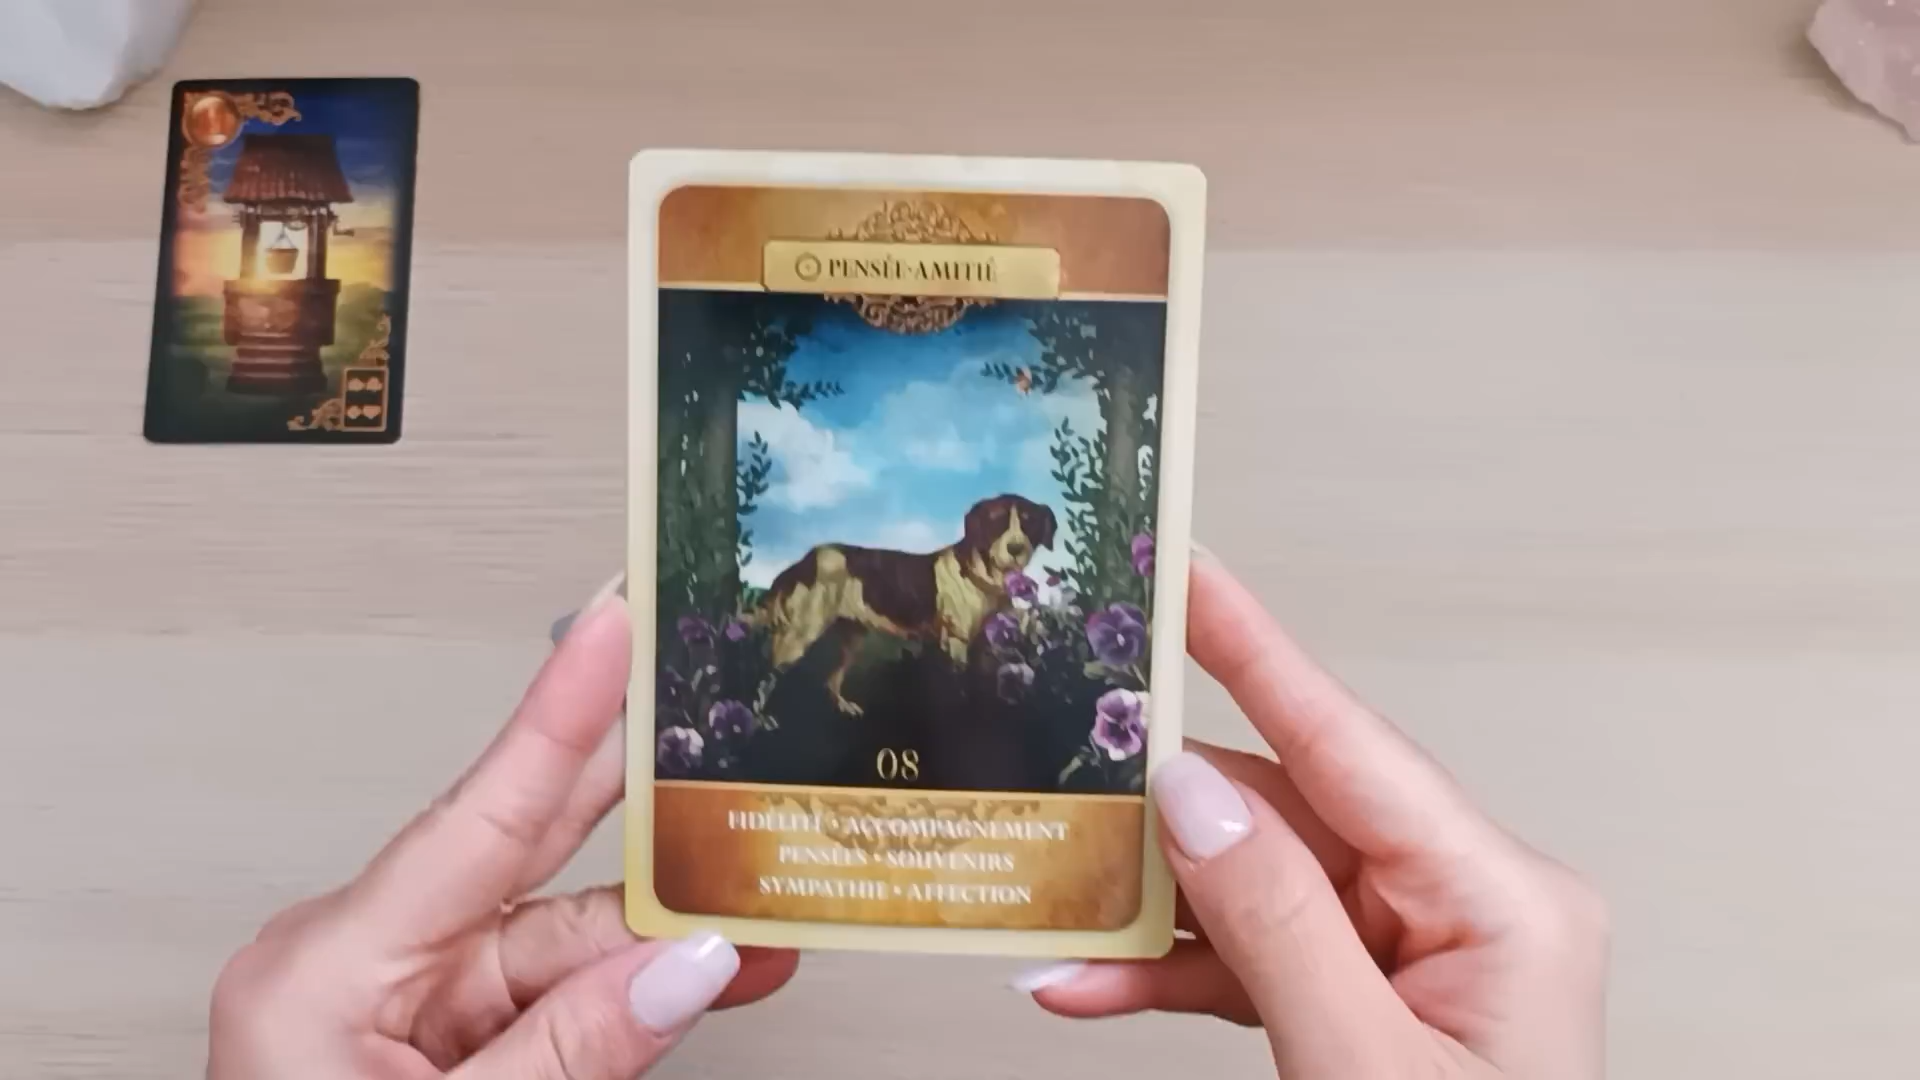 PENSÉE•AMITIÉ
08
FIDÉLITÉ • ACCOMPAGNEMENT
PENSÉES • SOUVENIRS
SYMPATHIE • AFFECTION